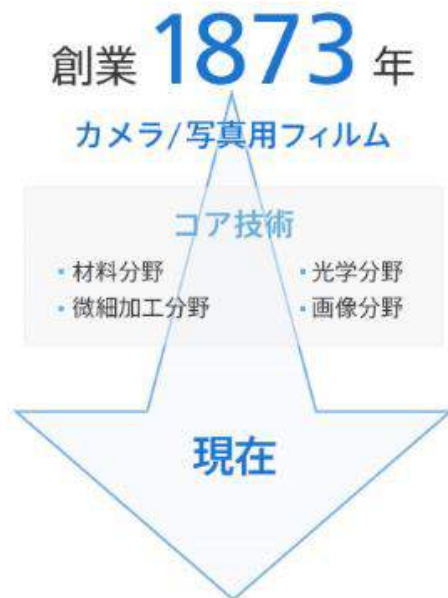 創業 1873 年
カメラ/写真用フィルム
コア技術
・材料分野 ・光学分野
・微細加工分野 ・画像分野
現在